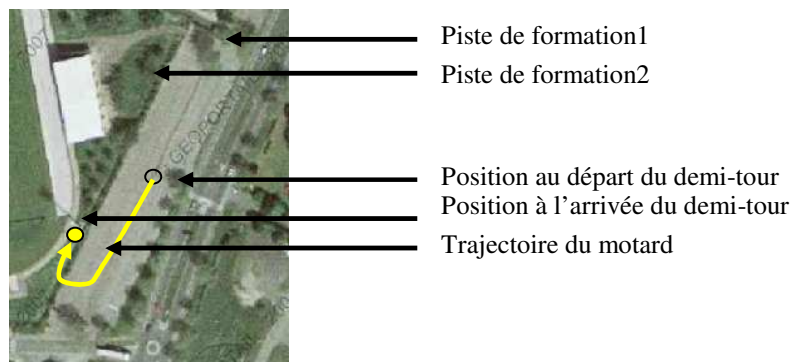 Piste de formation1
Piste de formation2
GEOPORT
Position au départ du demi-tour
Position à l'arrivée du demi-tour
Trajectoire du motard